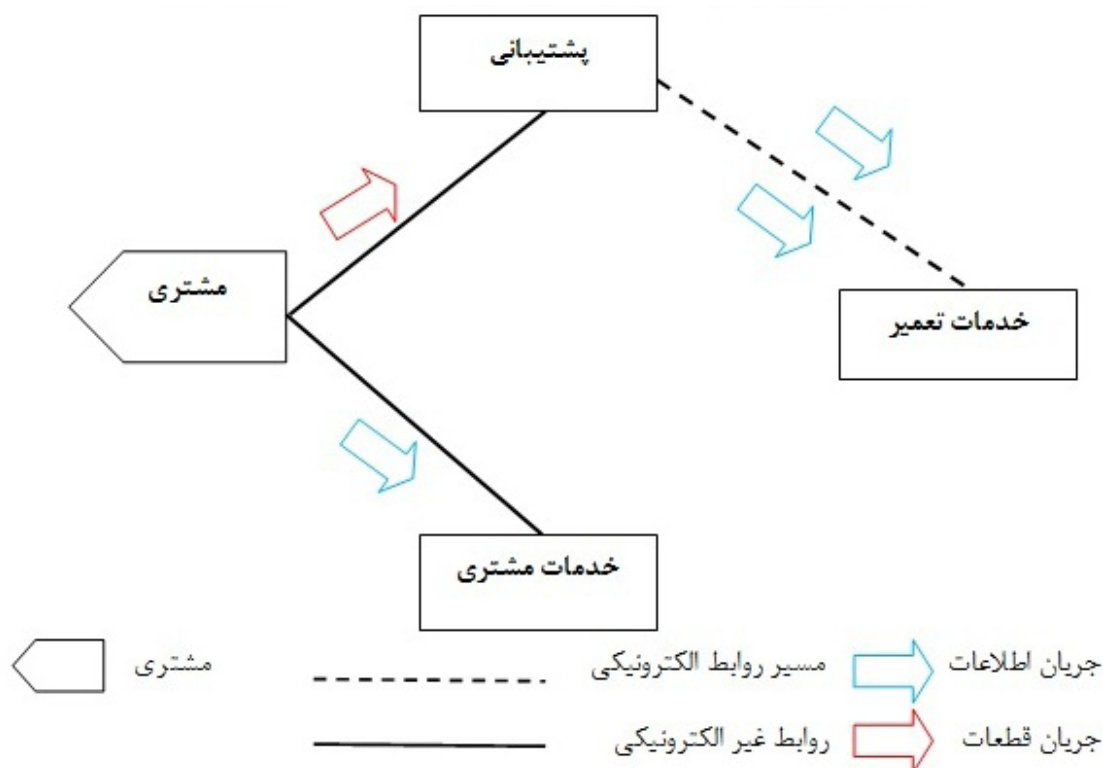 پشتیبانی
مشتری
خدمات تعمیر
خدمات مشتری
جریان اطلاعات
مسیر روابط الکترونیکی
مشتری
جریان قطعات
روابط غیر الکترونیکی